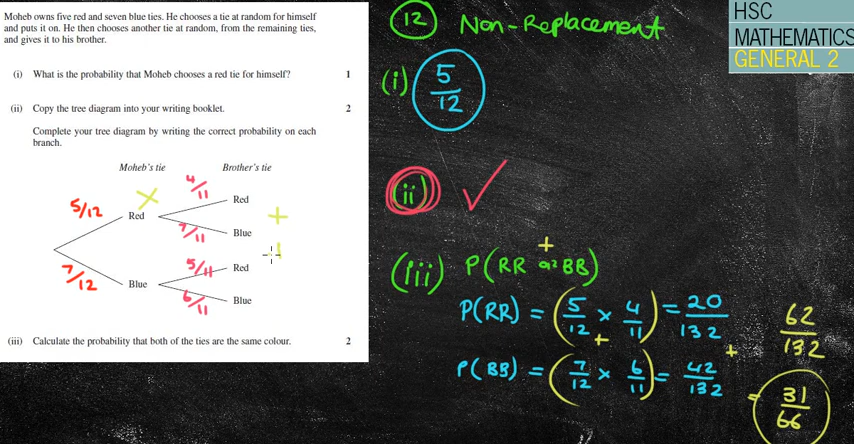 Moheb owns five red and seven blue ties. He chooses a tie at random for himself
and puts it on. He then chooses another tie at random, from the remaining ties,
and gives it to his brother.
(i) What is the probability that Moheb chooses a red tie for himself? 1
(ii) Copy the tree diagram into your writing booklet. 2
Complete your tree diagram by writing the correct probability on each
branch.
Moheb's tie Brother's tie
5/12
Red
4/11
Red
7/11
Blue
7/12
Blue
5/11
Red
6/11
Blue
×
+
(iii) Calculate the probability that both of the ties are the same colour. 2
12 Non-Replacement
(i) 5/12
(ii) ✓
(iii) P(RR or BB)
+
P(RR) = (5/12 × 4/11) = 20/132
+ +
P(BB) = (7/12 × 6/11) = 42/132
62/132
= 31/66
HSC
MATHEMATICS
GENERAL 2